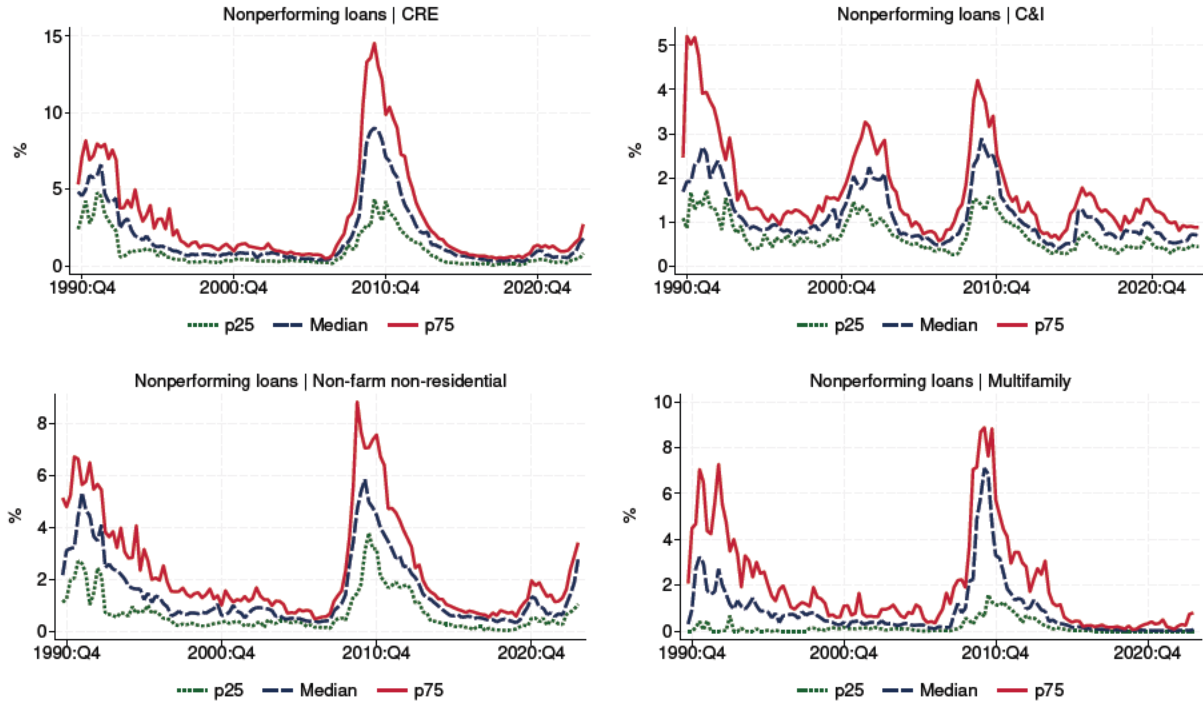 Nonperforming loans | CRE
15
10
5
0
%
1990:Q4 2000:Q4 2010:Q4 2020:Q4
p25 Median p75
Nonperforming loans | C&I
5
4
3
2
1
0
%
1990:Q4 2000:Q4 2010:Q4 2020:Q4
p25 Median p75
Nonperforming loans | Non-farm non-residential
8
6
4
2
0
%
1990:Q4 2000:Q4 2010:Q4 2020:Q4
p25 Median p75
Nonperforming loans | Multifamily
10
8
6
4
2
0
%
1990:Q4 2000:Q4 2010:Q4 2020:Q4
p25 Median p75